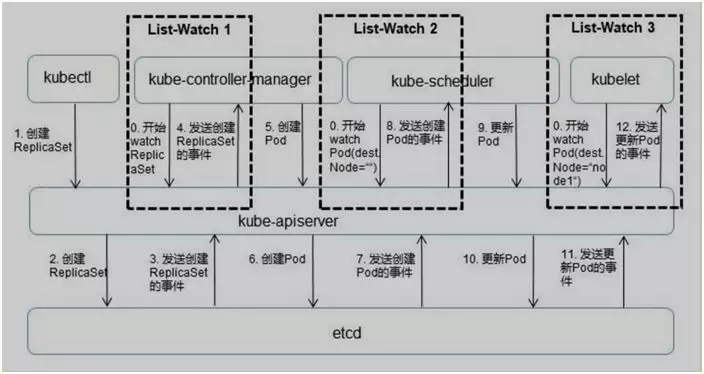 List-Watch 1
List-Watch 2
List-Watch 3
kubectl
kube-controller-manager
kube-scheduler
kubelet
1. 创建
ReplicaSet
0. 开始
watch
Replic
aSet
4. 发送创建
ReplicaSet
的事件
5. 创建
Pod
0. 开始
watch
Pod(dest.
Node="")
8. 发送创建
Pod的事件
9. 更新
Pod
0. 开始
watch
Pod(dest.
Node="no
de1")
12. 发送
更新Pod的
事件
kube-apiserver
2. 创建
ReplicaSet
3. 发送创建
ReplicaSet
的事件
6. 创建Pod
7. 发送创建
Pod的事件
10. 更新Pod
11. 发送更
新Pod的事
件
etcd